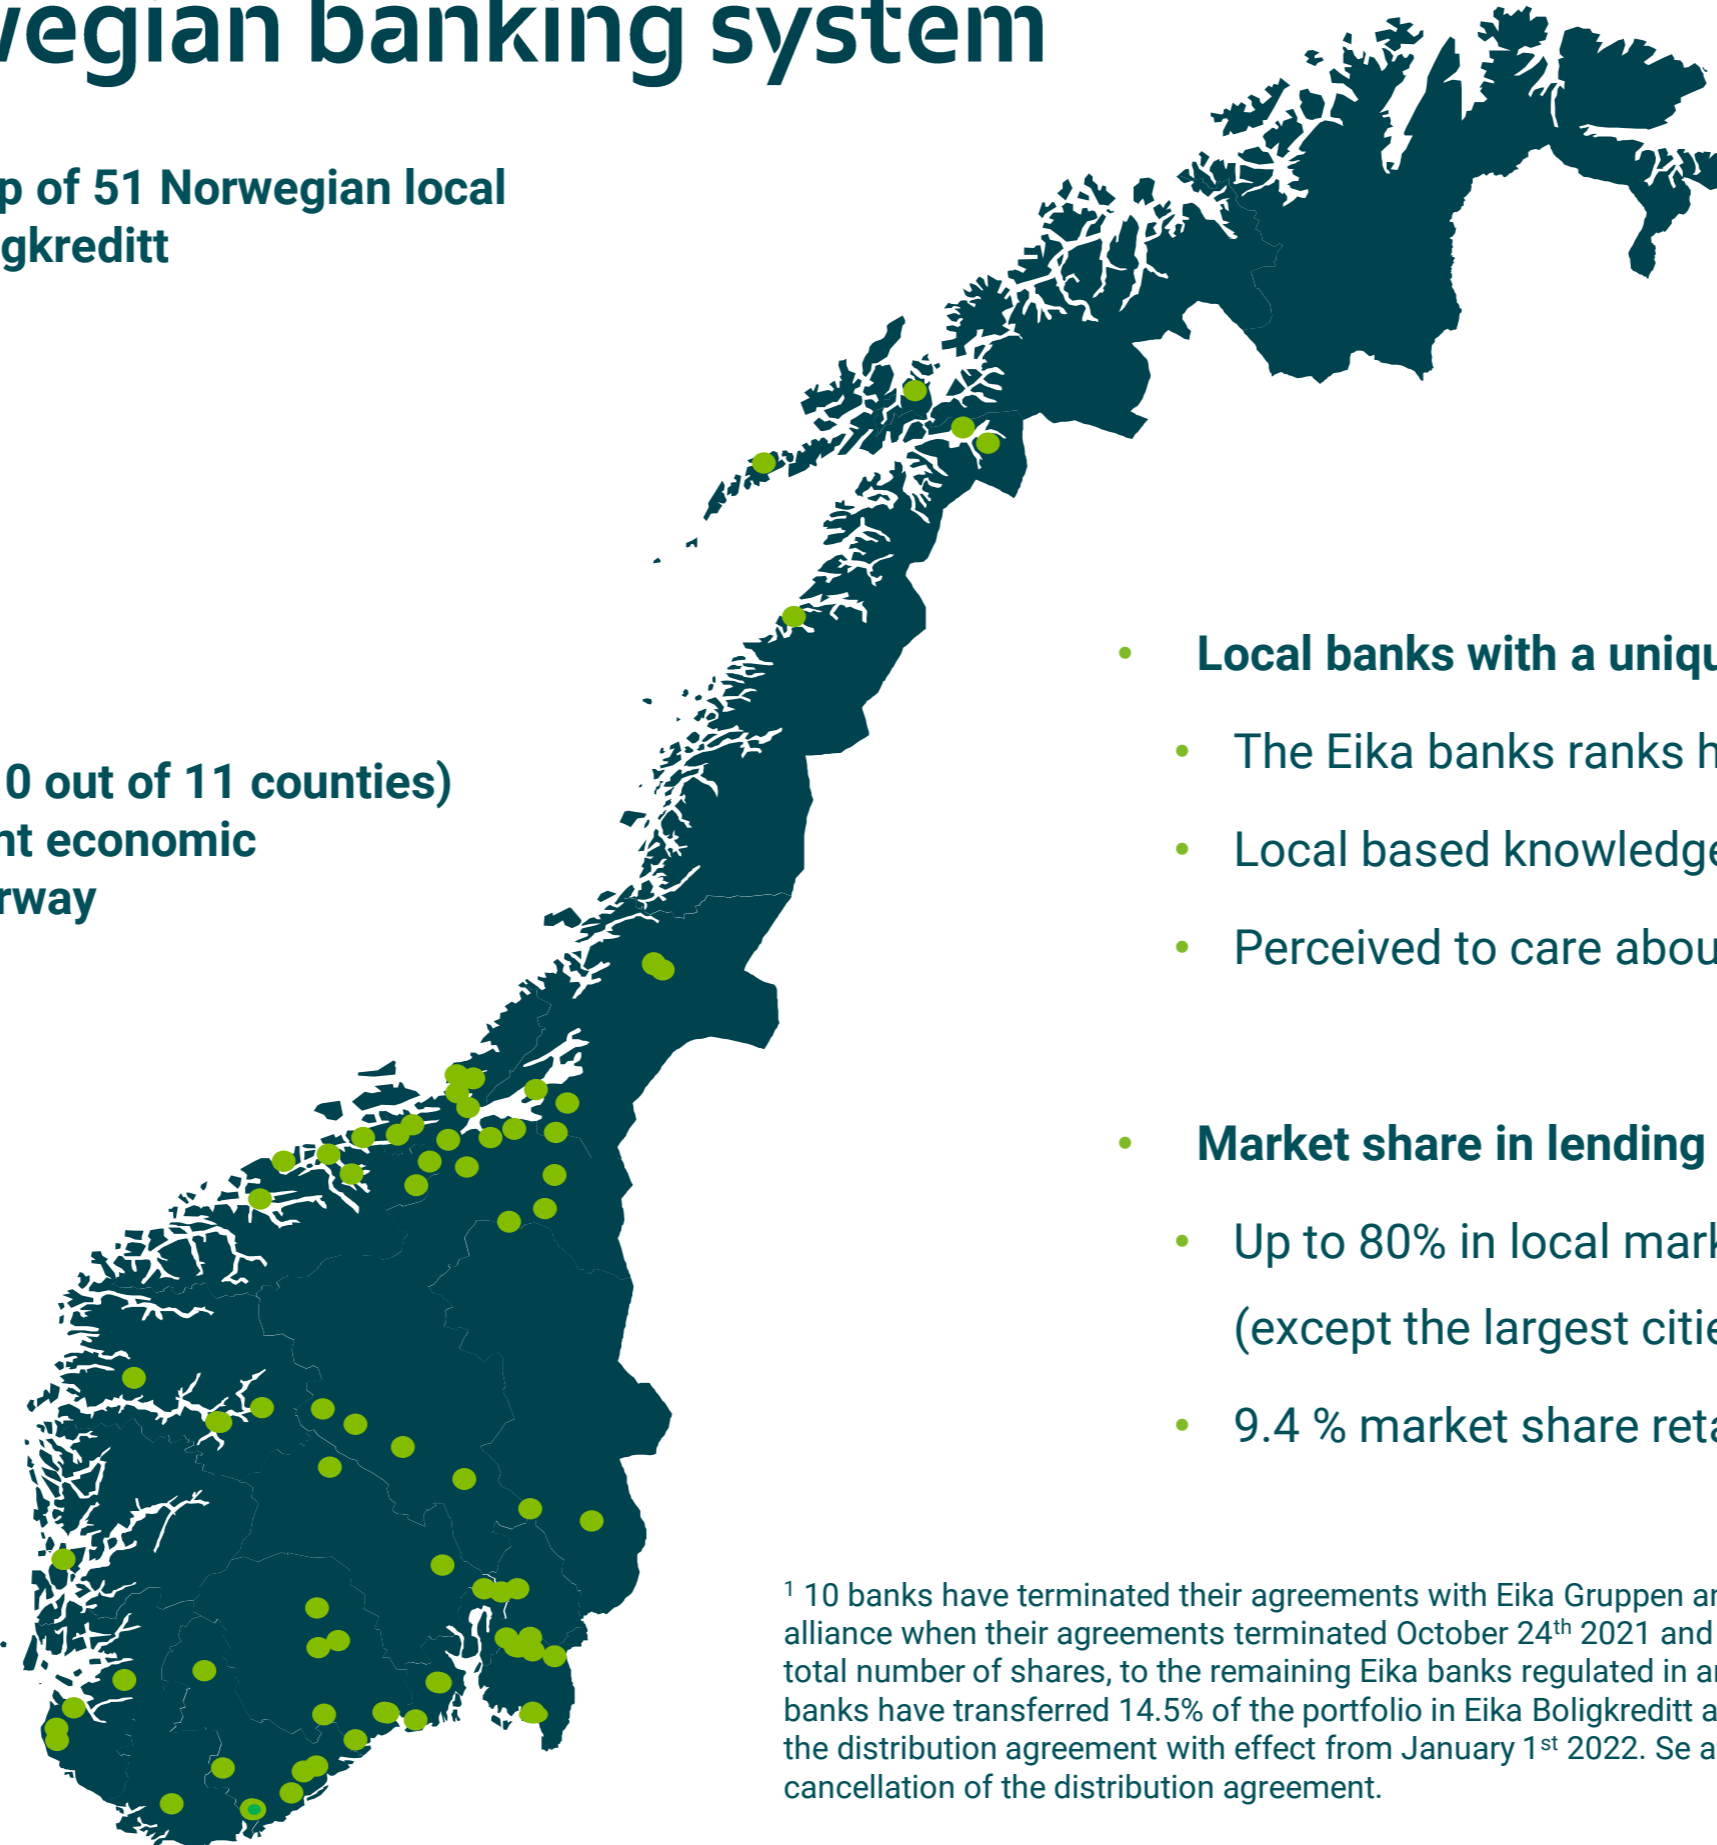 wegian banking system
p of 51 Norwegian local
gkreditt
0 out of 11 counties)
nt economic
rway
• Local banks with a uniqu
• The Eika banks ranks h
• Local based knowledge
• Perceived to care abou
• Market share in lending
• Up to 80% in local mark
(except the largest citie
• 9.4 % market share reta
¹ 10 banks have terminated their agreements with Eika Gruppen an
alliance when their agreements terminated October 24th 2021 and
total number of shares, to the remaining Eika banks regulated in an
banks have transferred 14.5% of the portfolio in Eika Boligkreditt a
the distribution agreement with effect from January 1st 2022. Se a
cancellation of the distribution agreement.